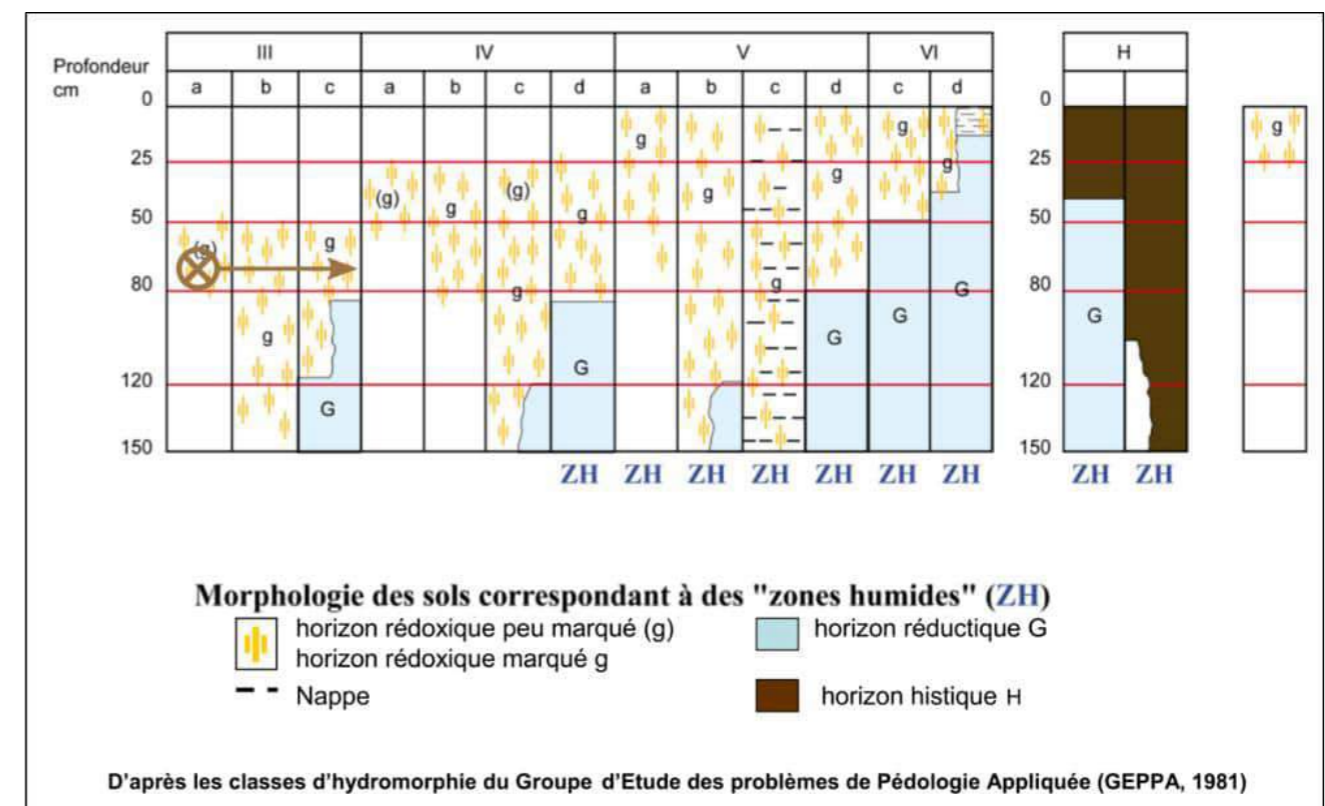 III IV V VI H
Profondeur
cm
a b c a b c d a b c d c d
0 0
25 25
50 50
80 80
120 120
150 150
(g) g g g G
(g) g (g) g g G
g g g g G
g G g G
G
g
ZH ZH ZH ZH ZH ZH ZH ZH ZH
Morphologie des sols correspondant à des "zones humides" (ZH)
horizon rédoxique peu marqué (g)
horizon rédoxique marqué g
Nappe
horizon réductique G
horizon histique H
D'après les classes d'hydromorphie du Groupe d'Etude des problèmes de Pédologie Appliquée (GEPPA, 1981)